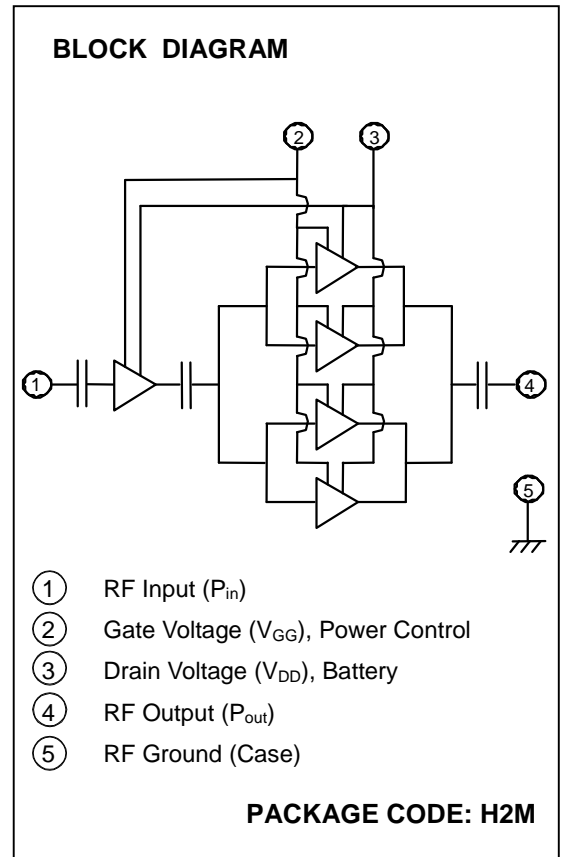 BLOCK DIAGRAM
2
3
1
4
5
1 RF Input (Pin)
2 Gate Voltage (VGG), Power Control
3 Drain Voltage (VDD), Battery
4 RF Output (Pout)
5 RF Ground (Case)
PACKAGE CODE: H2M